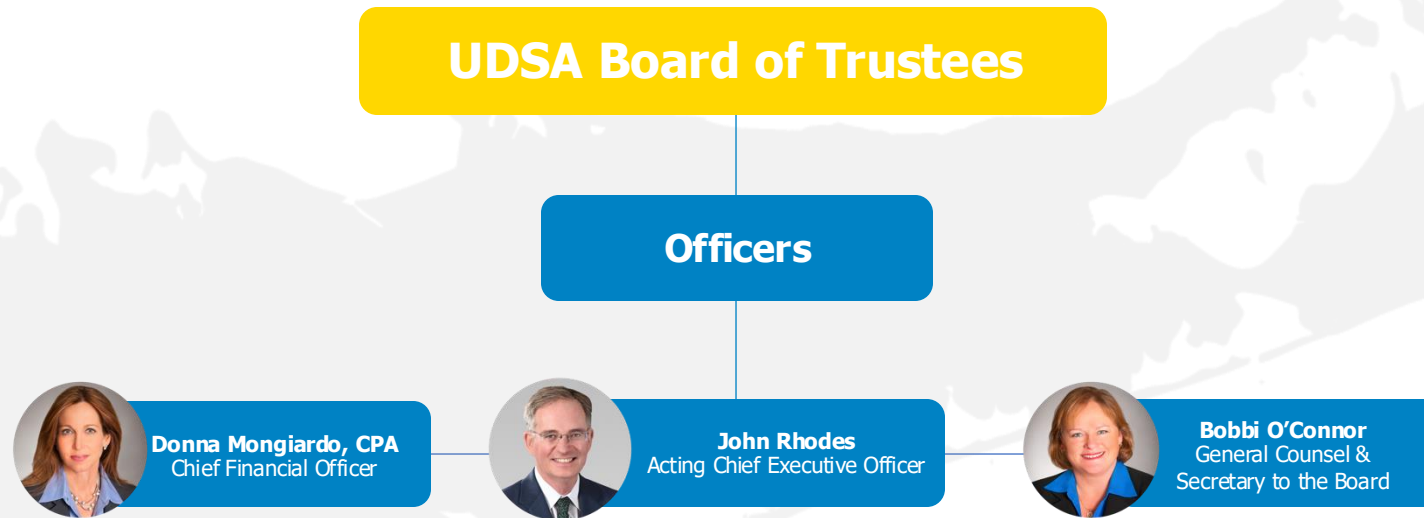 UDSA Board of Trustees
Officers
Donna Mongiardo, CPA
Chief Financial Officer
John Rhodes
Acting Chief Executive Officer
Bobbi O’Connor
General Counsel &
Secretary to the Board